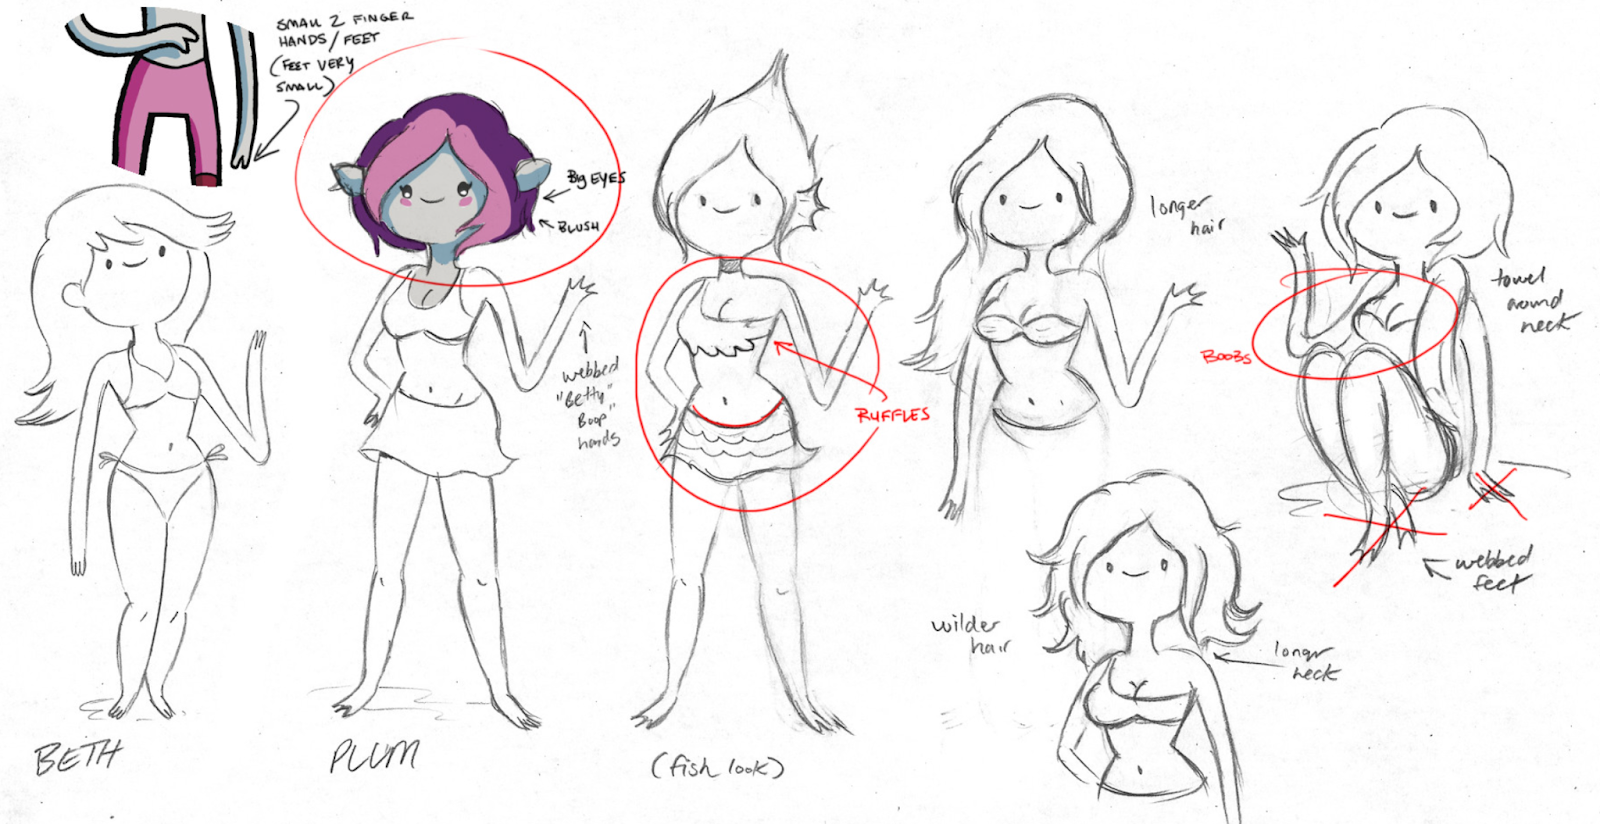 SMALL 2 FINGER
HANDS/FEET
(FEET VERY
SMALL)
BIG EYES
BLUSH
webbed
"Betty"
Boop"
hands
RUFFLES
longer
hair
BOOBS
towel
around
neck
webbed
feet
wilder
hair
longer
neck
BETH
PLUM
(fish look)